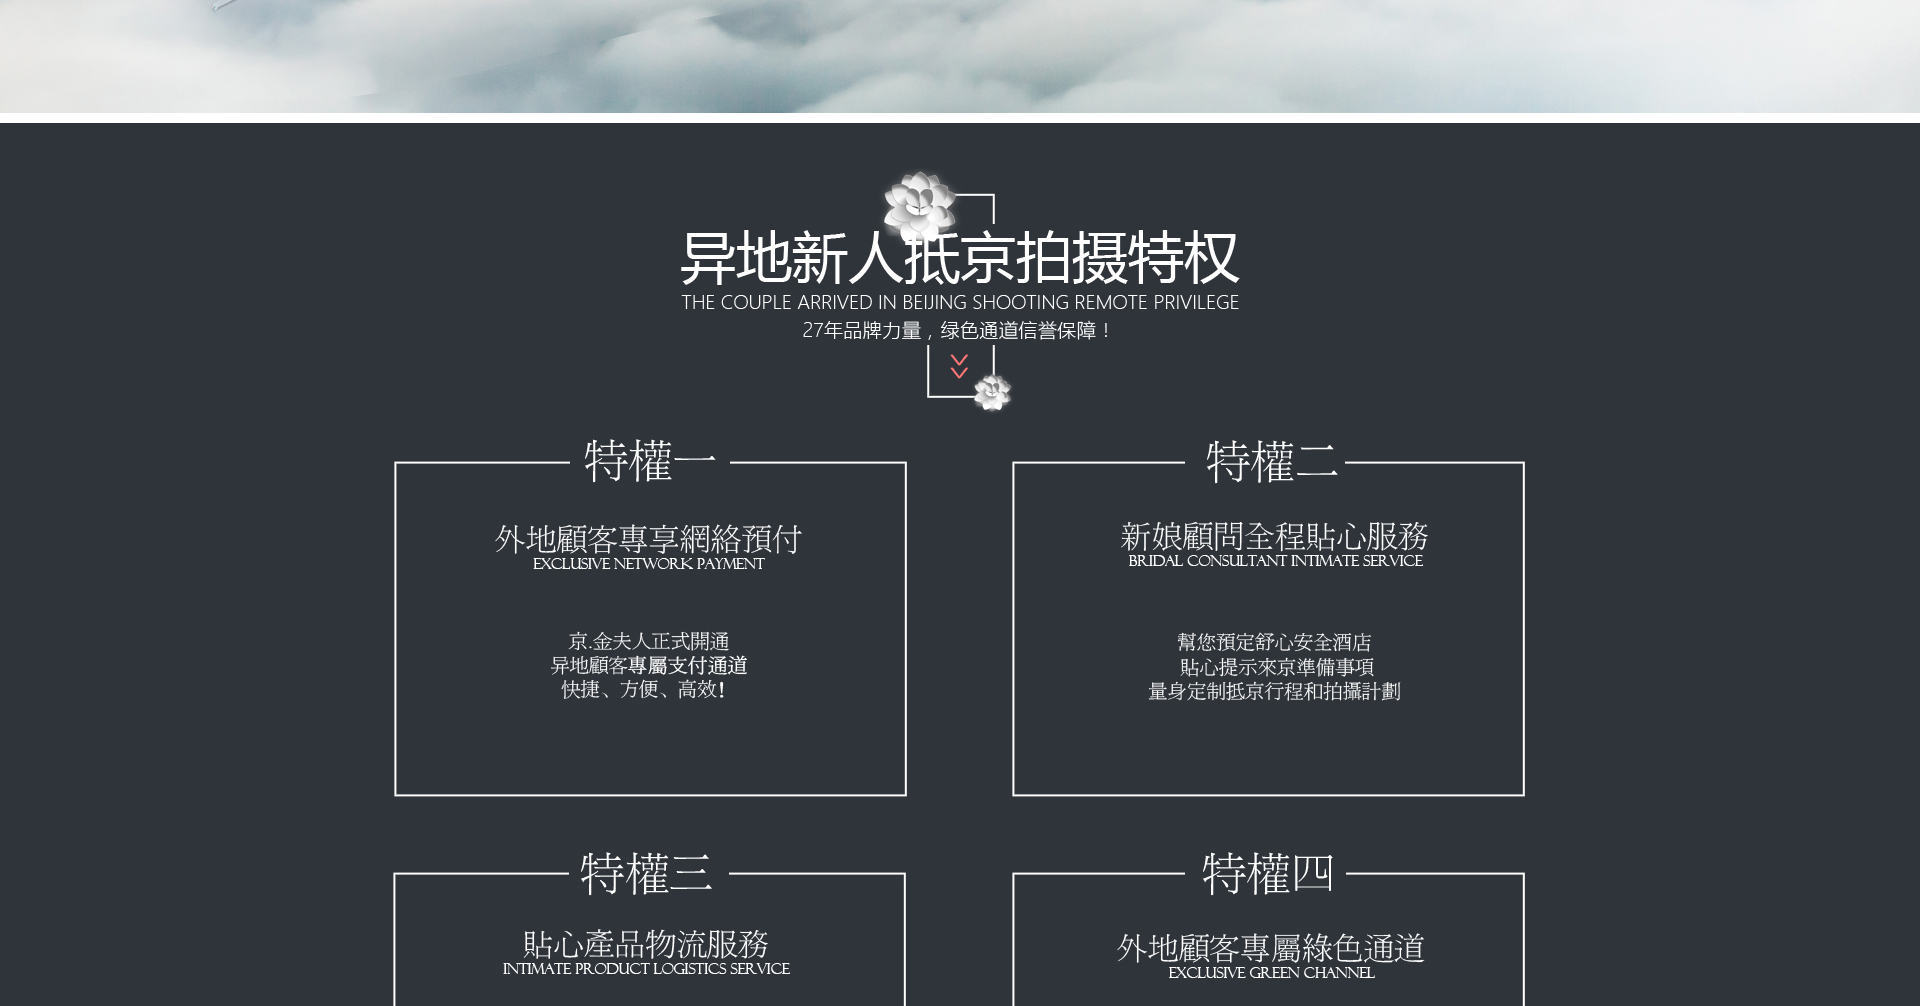 异地新人抵京拍摄特权
THE COUPLE ARRIVED IN BEIJING SHOOTING REMOTE PRIVILEGE
27年品牌力量，绿色通道信誉保障！
特權一
外地顧客專享網絡預付
EXCLUSIVE NETWORK PAYMENT
京.金夫人正式開通
异地顧客專屬支付通道
快捷、方便、高效!
特權二
新娘顧問全程貼心服務
BRIDAL CONSULTANT INTIMATE SERVICE
幫您預定舒心安全酒店
貼心提示來京準備事項
量身定制抵京行程和拍攝計劃
特權三
貼心產品物流服務
INTIMATE PRODUCT LOGISTICS SERVICE
特權四
外地顧客專屬綠色通道
EXCLUSIVE GREEN CHANNEL